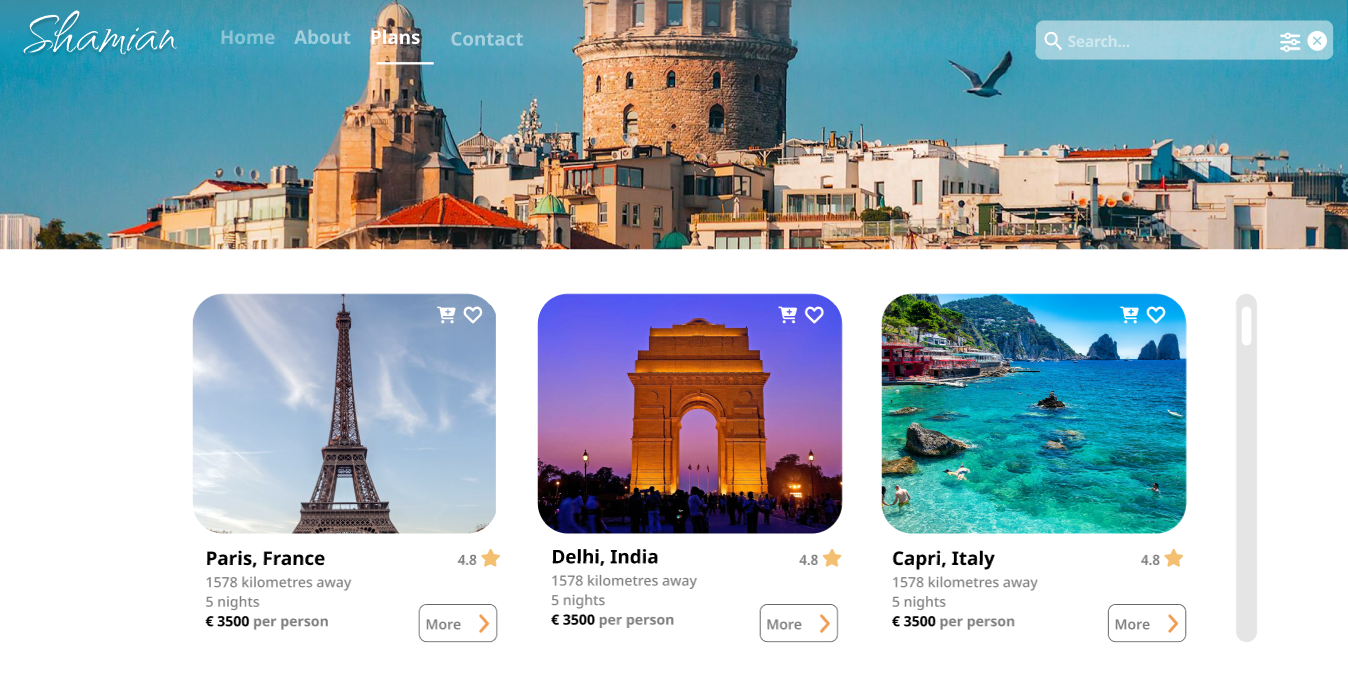 Shamian
Home About Plans Contact
Search...
Paris, France 4.8
1578 kilometres away
5 nights
€ 3500 per person
More
Delhi, India 4.8
1578 kilometres away
5 nights
€ 3500 per person
More
Capri, Italy 4.8
1578 kilometres away
5 nights
€ 3500 per person
More